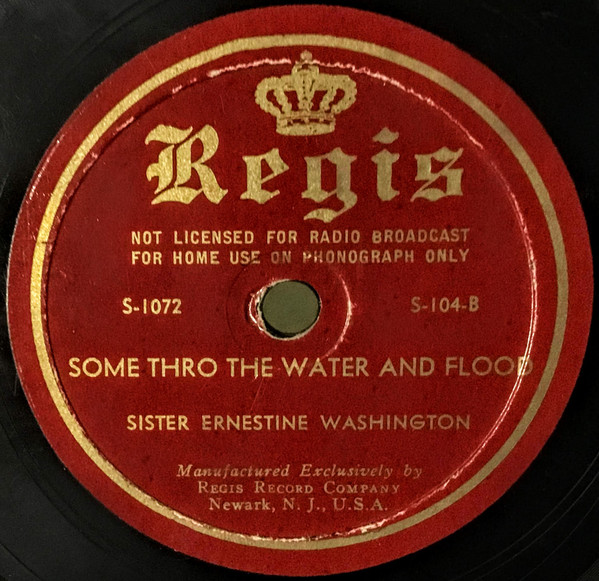 Regis
NOT LICENSED FOR RADIO BROADCAST
FOR HOME USE ON PHONOGRAPH ONLY
S-1072 S-104-B
SOME THRO THE WATER AND FLOOD
SISTER ERNESTINE WASHINGTON
Manufactured Exclusively by
REGIS RECORD COMPANY
Newark, N. J., U.S.A.